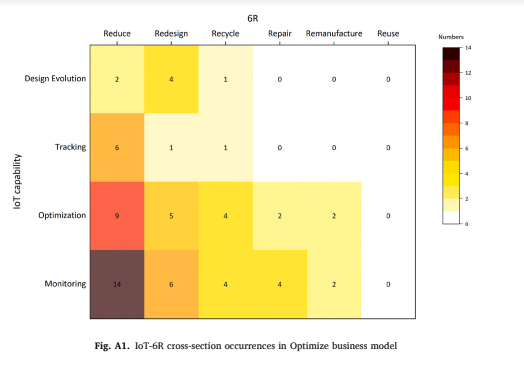 6R
Reduce Redesign Recycle Repair Remanufacture Reuse
Numbers
Design Evolution 2 4 1 0 0 0
Tracking 6 1 1 0 0 0
Optimization 9 5 4 2 2 0
Monitoring 14 6 4 4 2 0
IoT capability
14
12
10
8
6
4
2
0
Fig. A1. IoT-6R cross-section occurrences in Optimize business model